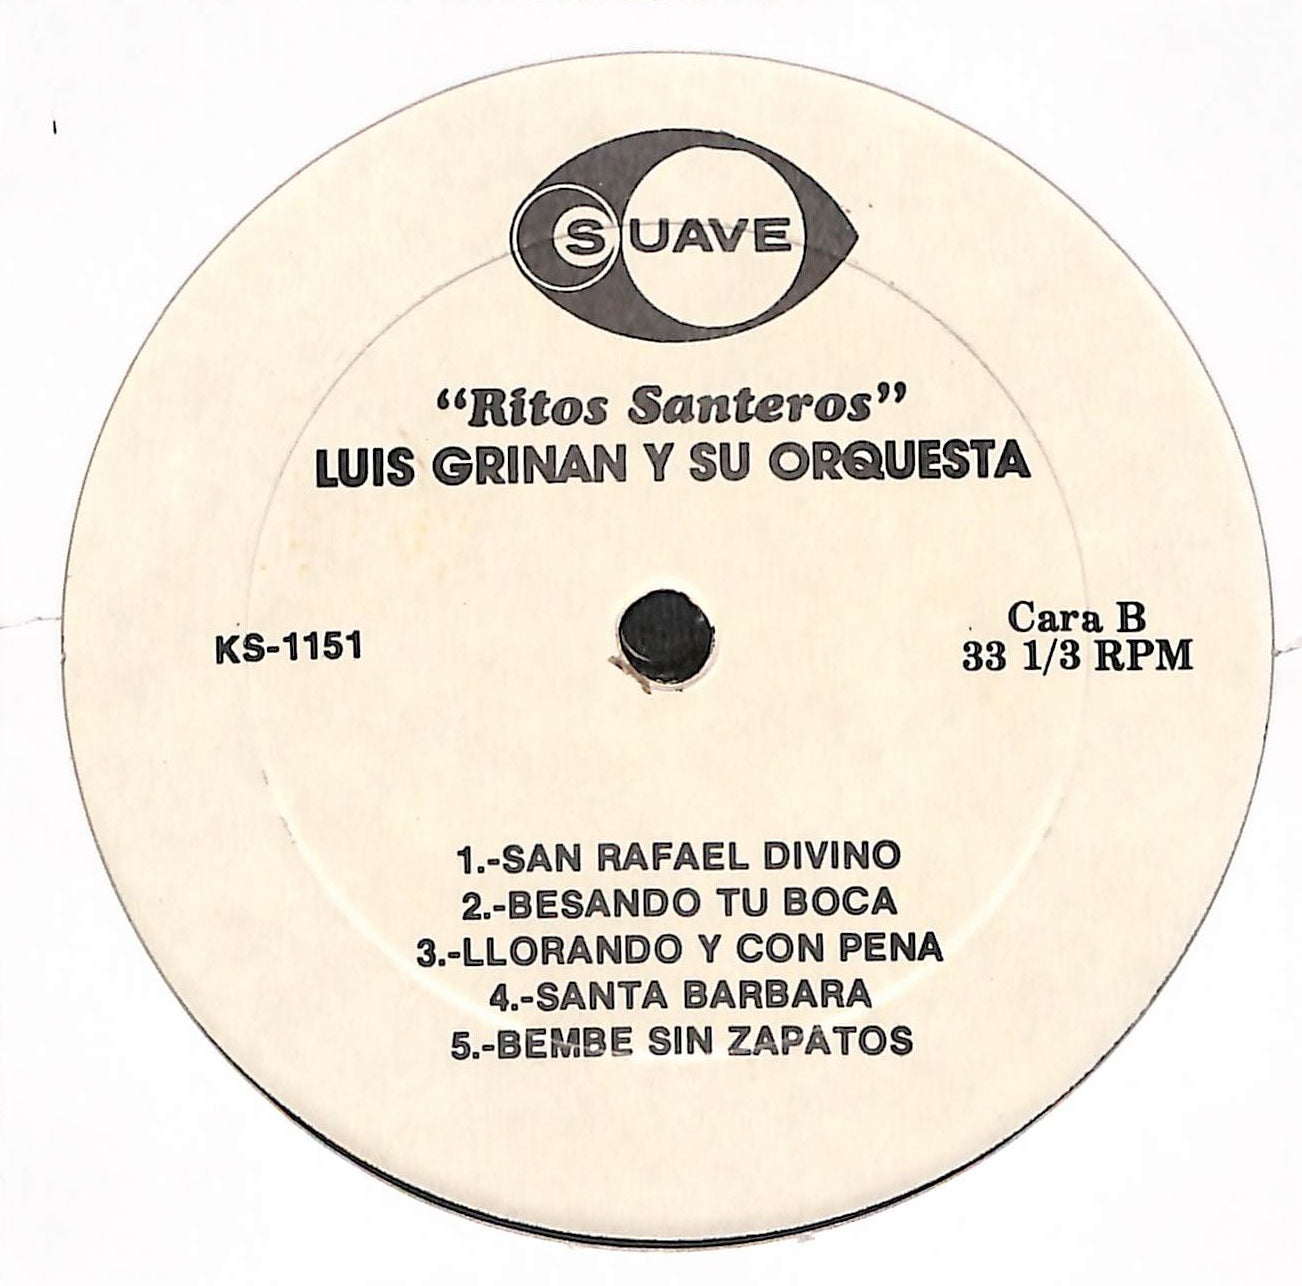 SUAVE
“Ritos Santeros”
LUIS GRINAN Y SU ORQUESTA
KS-1151
Cara B
33 1/3 RPM
1.-SAN RAFAEL DIVINO
2.-BESANDO TU BOCA
3.-LLORANDO Y CON PENA
4.-SANTA BARBARA
5.-BEMBE SIN ZAPATOS